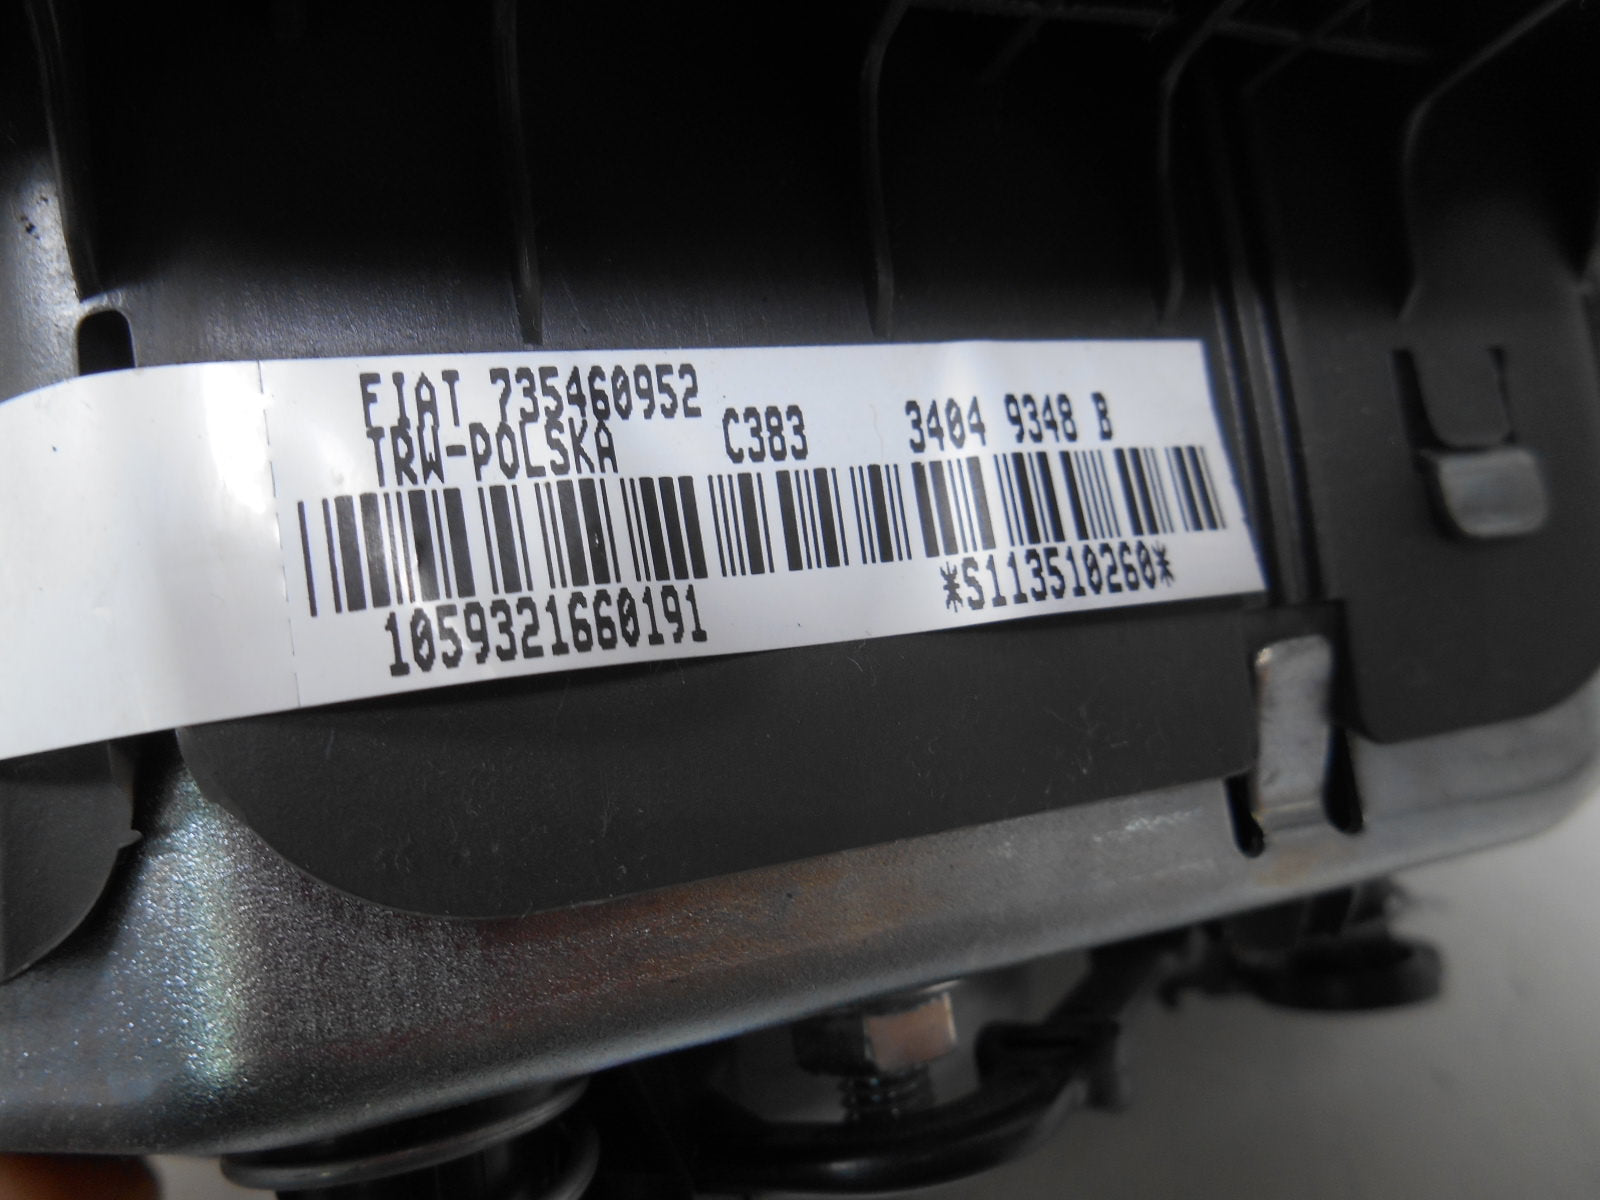 FIAT 735460952
TRW-POLSKA C383 3404 9348 B
1059321660191 *S113510260*